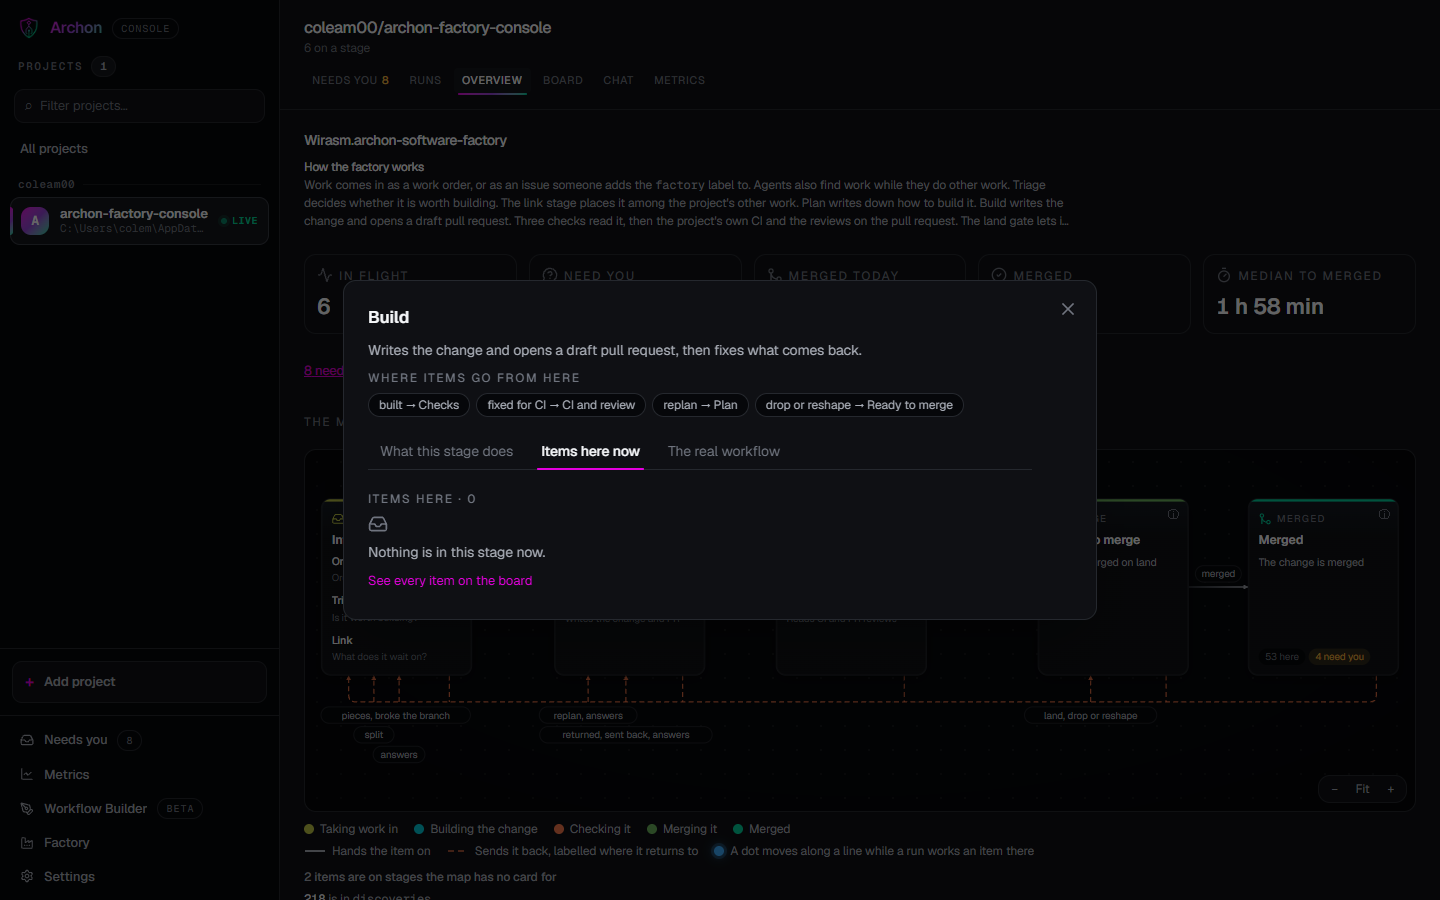 Archon CONSOLE
PROJECTS 1
Filter projects...
All projects
coleam00
A archon-factory-console LIVE
C:\Users\colem\AppDat…
Add project
Needs you 8
Metrics
Workflow Builder BETA
Factory
Settings
coleam00/archon-factory-console
6 on a stage
NEEDS YOU 8 RUNS OVERVIEW BOARD CHAT METRICS
Wirasm.archon-software-factory
How the factory works
Work comes in as a work order, or as an issue someone adds the factory label to. Agents also find work while they do other work. Triage
decides whether it is worth building. The link stage places it among the project's other work. Plan writes down how to build it. Build writes the
change and opens a draft pull request. Three checks read it, then the project's own CI and the reviews on the pull request. The land gate lets i…
IN FLIGHT NEED YOU MERGED TODAY MERGED MEDIAN TO MERGED
6 1 h 58 min
8 need
THE M
Build
Writes the change and opens a draft pull request, then fixes what comes back.
WHERE ITEMS GO FROM HERE
built → Checks fixed for CI → CI and review replan → Plan drop or reshape → Ready to merge
What this stage does Items here now The real workflow
ITEMS HERE · 0
Nothing is in this stage now.
See every item on the board
MERGED
o merge Merged
rged on land The change is merged
merged
Link
What does it wait on?
53 here 4 need you
pieces, broke the branch replan, answers land, drop or reshape
split returned, sent back, answers
answers
− Fit +
Taking work in Building the change Checking it Merging it Merged
Hands the item on Sends it back, labelled where it returns to A dot moves along a line while a run works an item there
2 items are on stages the map has no card for
218 is in discoveries